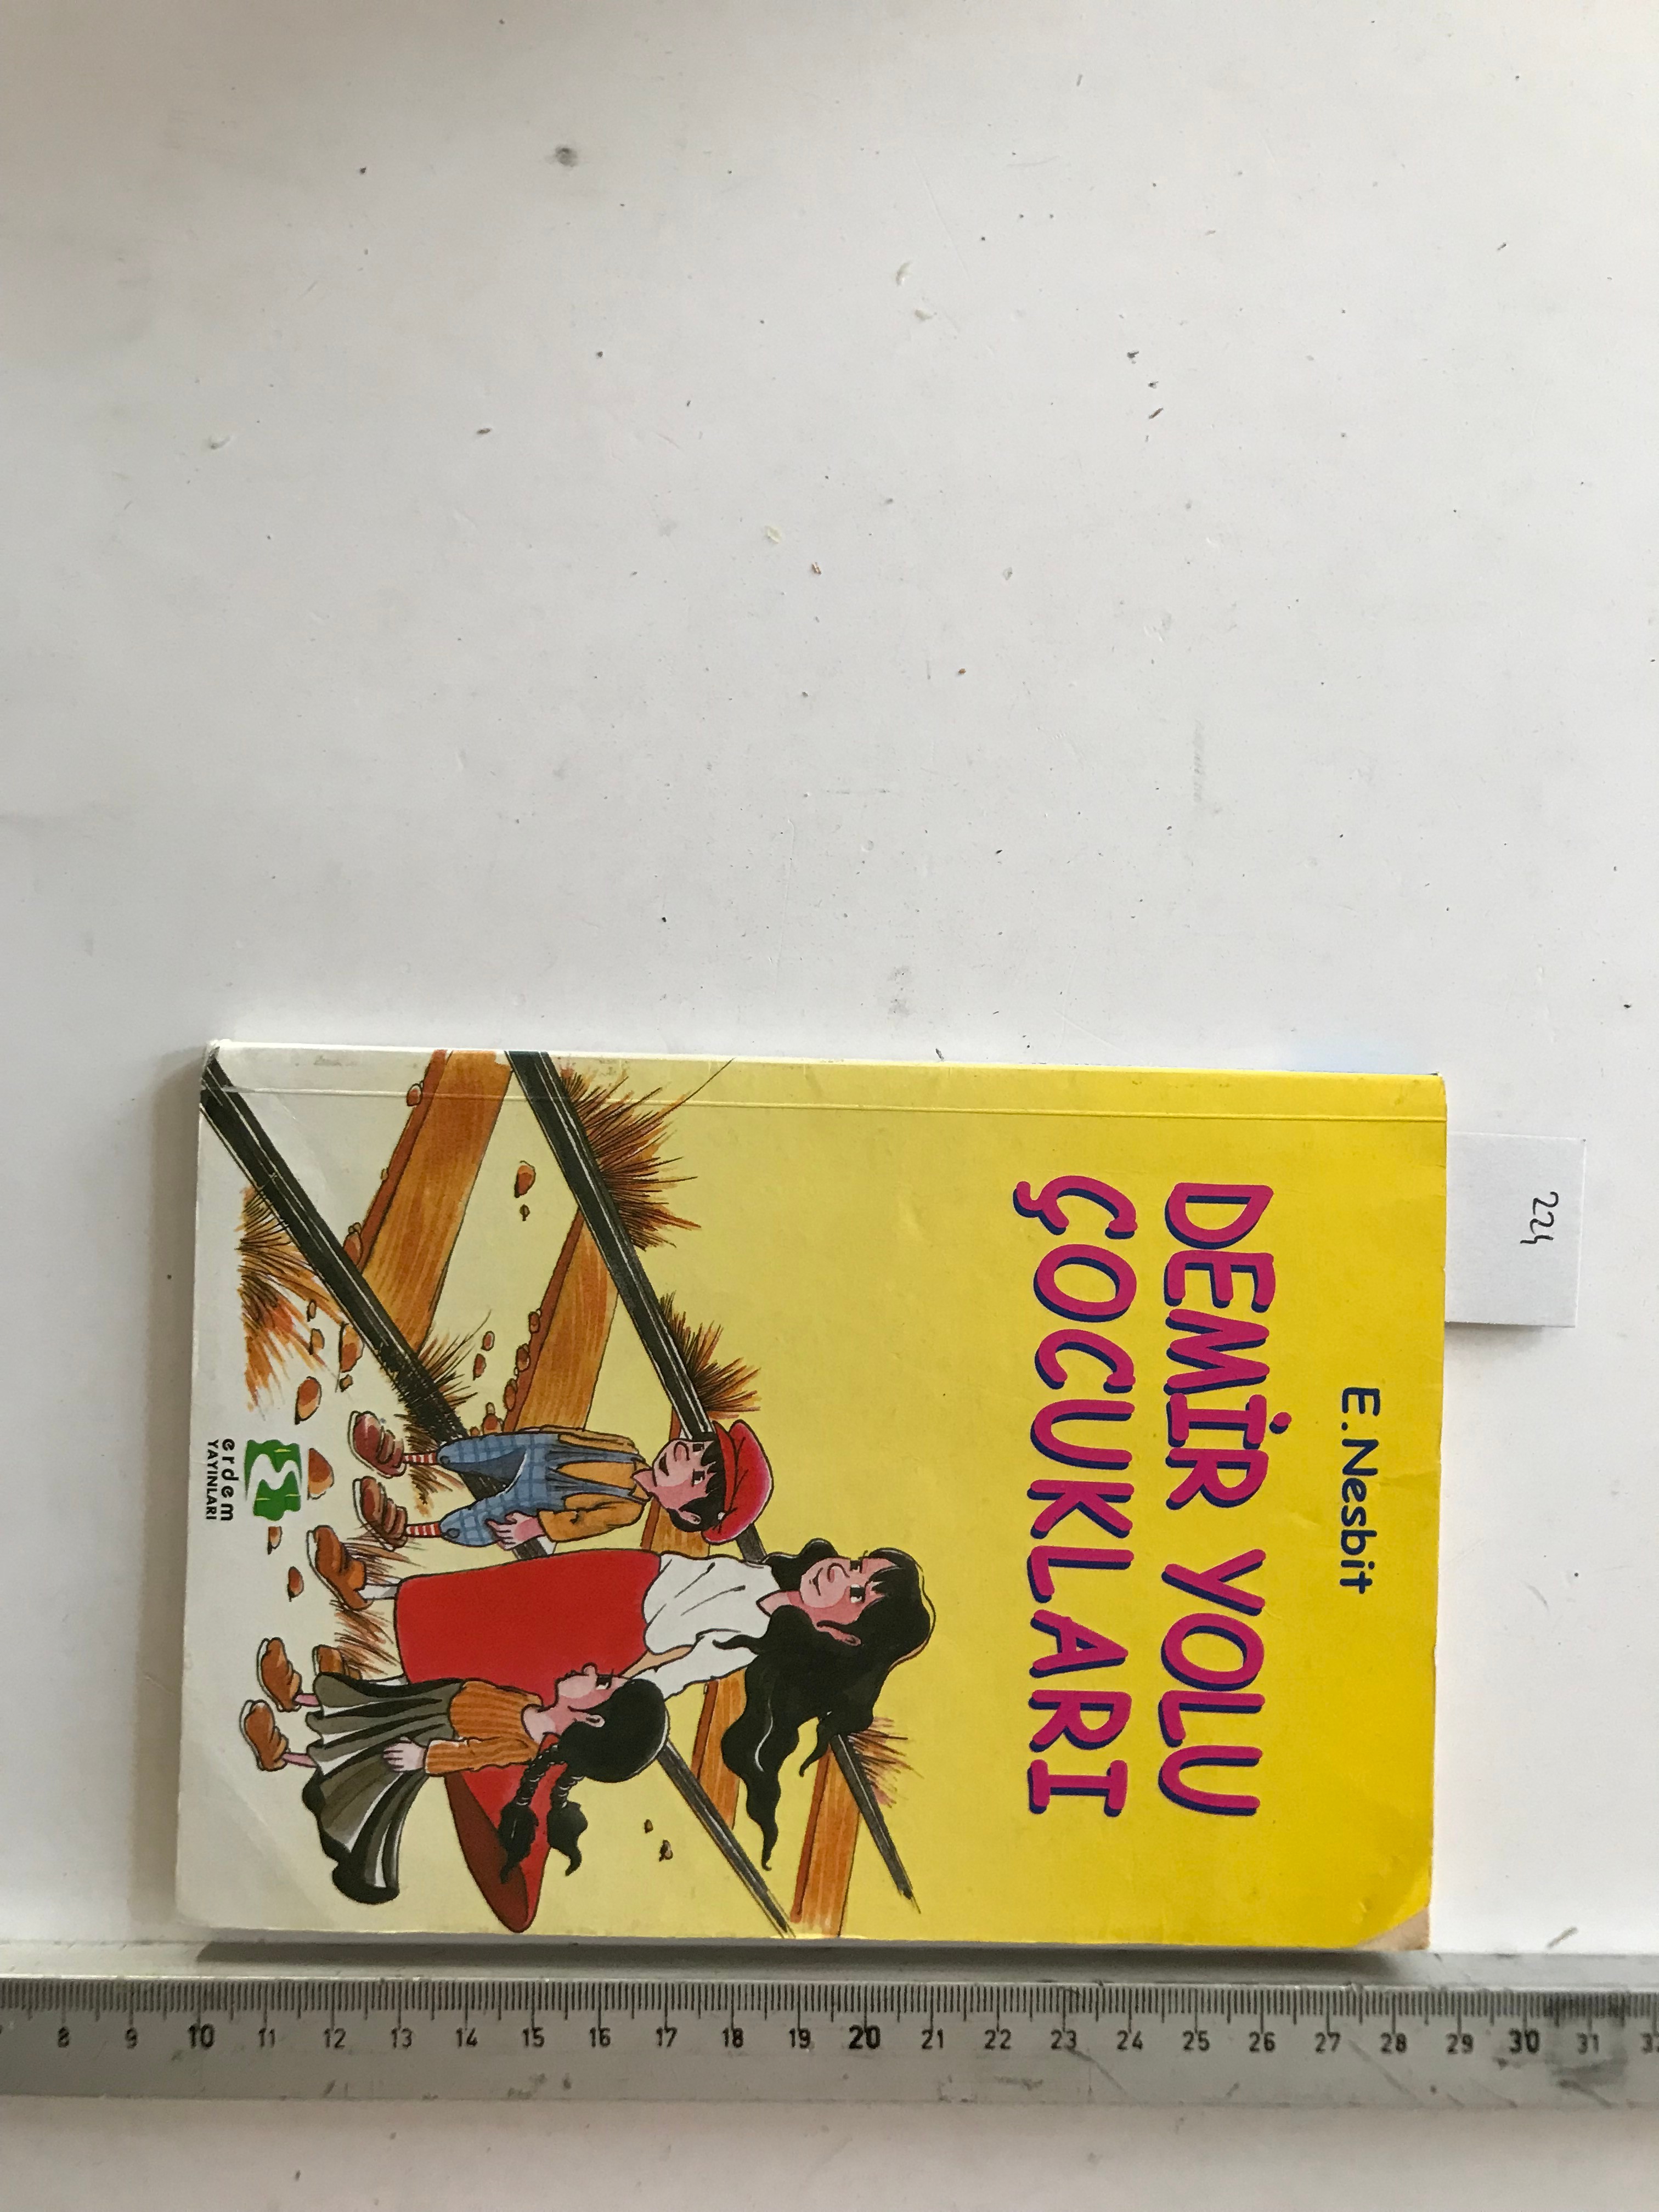 224
E.Nesbit
DEMİR YOLU
ÇOCUKLARI
erdem
YAYINLARI
8 9 10 11 12 13 14 15 16 17 18 19 20 21 22 23 24 25 26 27 28 29 30 31 32